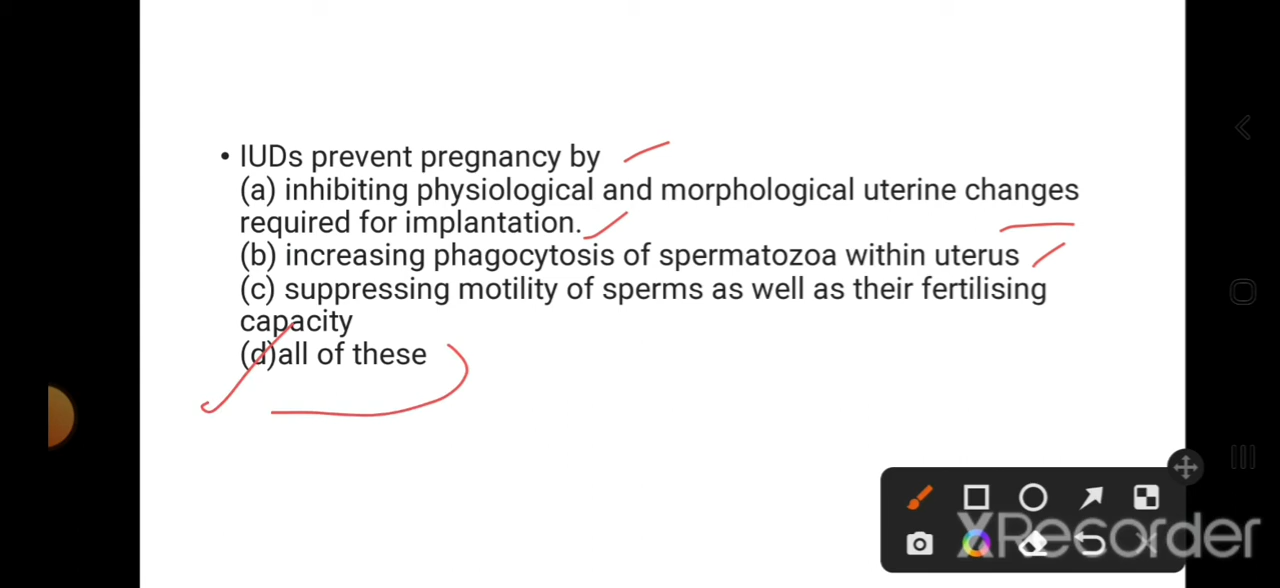 • IUDs prevent pregnancy by
(a) inhibiting physiological and morphological uterine changes
required for implantation.
(b) increasing phagocytosis of spermatozoa within uterus
(c) suppressing motility of sperms as well as their fertilising
capacity
(d)all of these
XRecorder